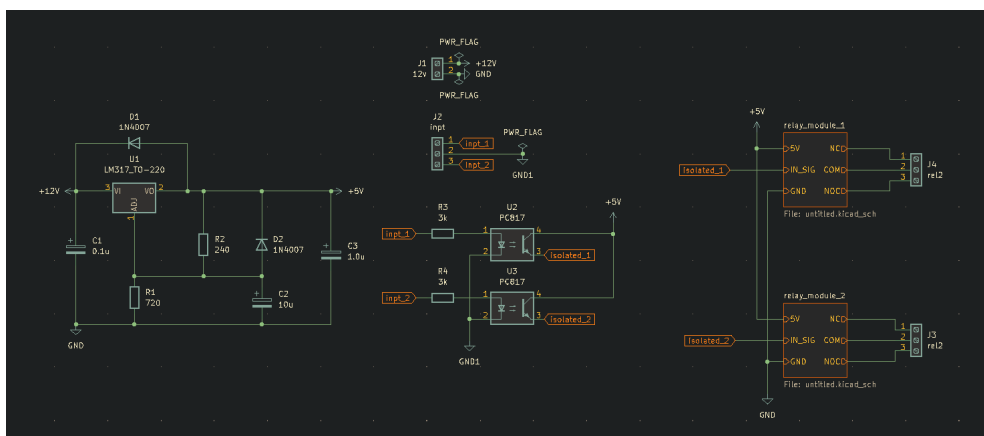 PWR_FLAG
J1
12v
1
2
+12V
GND
PWR_FLAG
D1
1N4007
U1
LM317_TO-220
+12V
3
VI
VO
2
ADJ
1
+5V
C1
0.1u
R2
240
D2
1N4007
C3
1.0u
R1
720
C2
10u
GND
J2
inpt
1
2
3
inpt_1
inpt_2
PWR_FLAG
GND1
+5V
R3
3k
U2
PC817
inpt_1
1
2
4
3
isolated_1
R4
3k
U3
PC817
inpt_2
1
2
4
3
isolated_2
GND1
+5V
relay_module_1
5V
NC
IN_SIG
COM
GND
NOC
isolated_1
1
2
3
J4
rel2
File: untitled.kicad_sch
relay_module_2
5V
NC
IN_SIG
COM
GND
NOC
isolated_2
1
2
3
J3
rel2
File: untitled.kicad_sch
GND